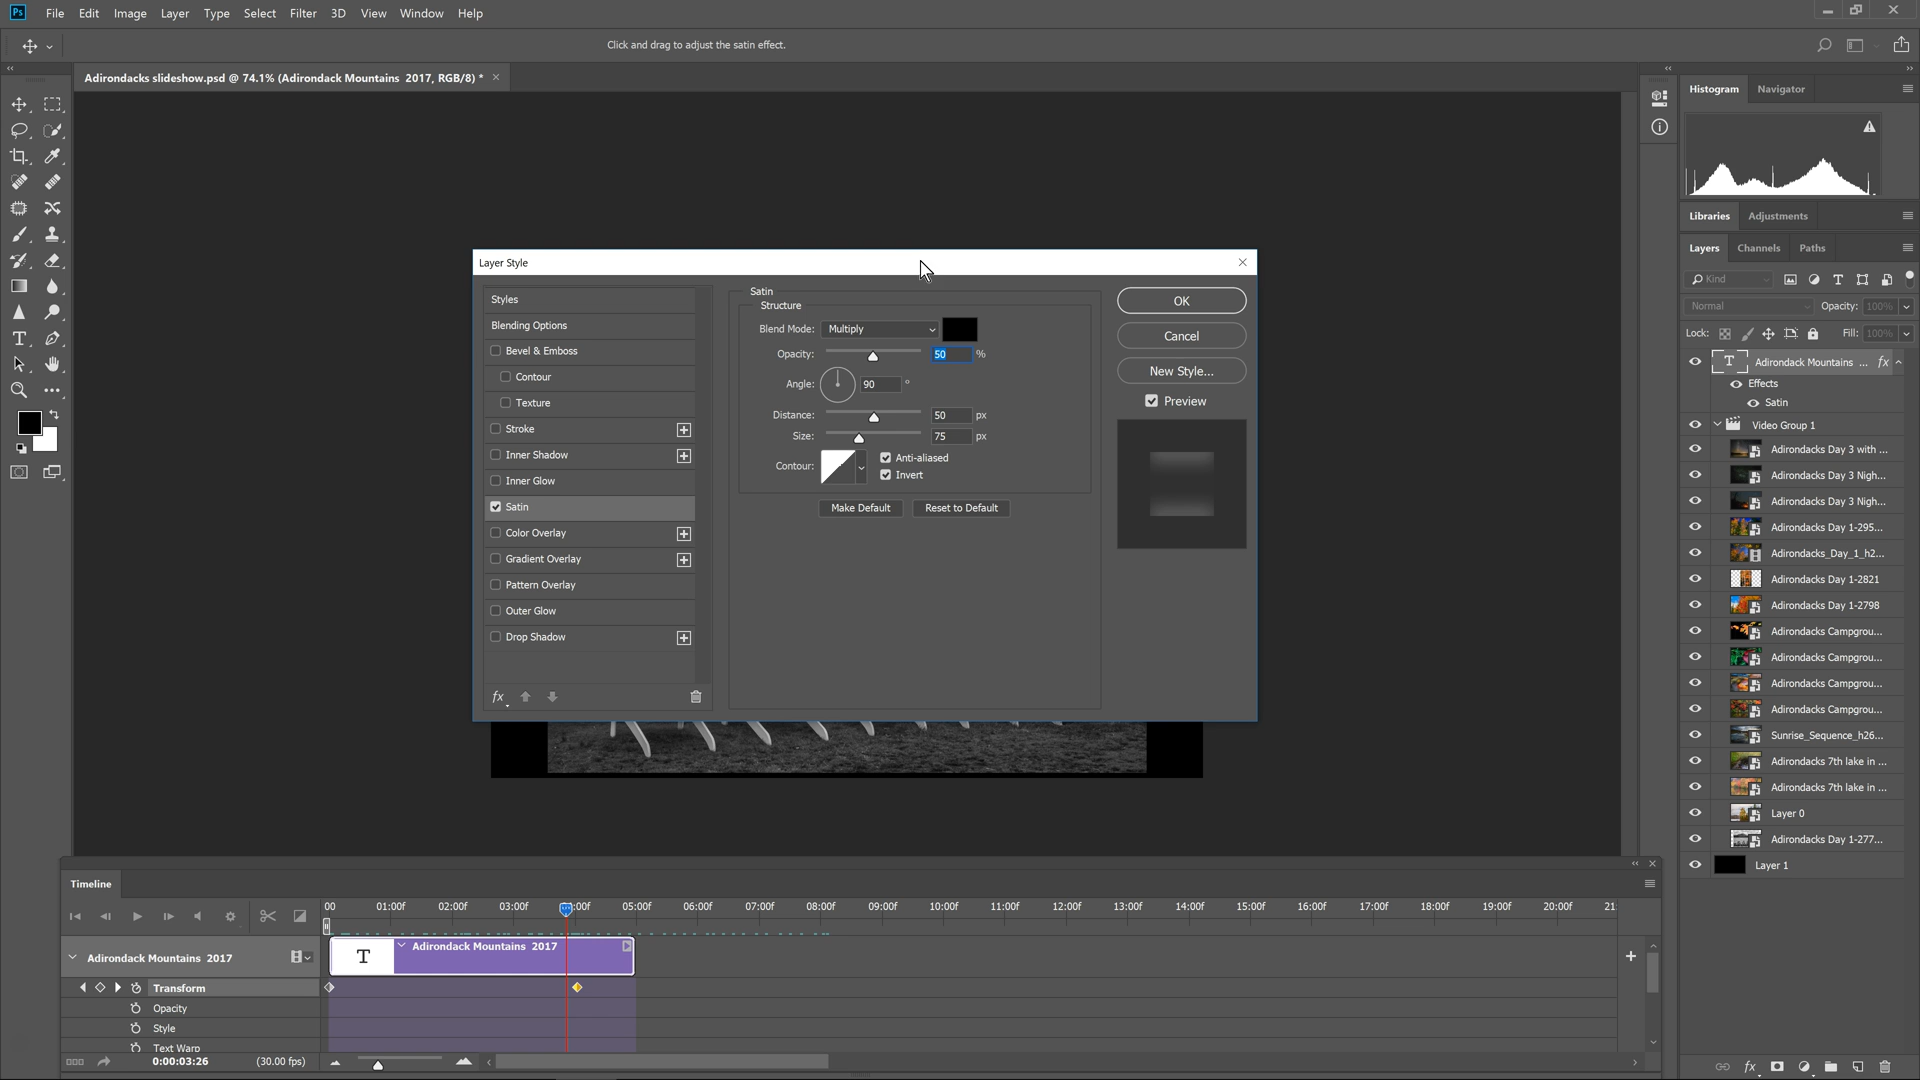 Ps File Edit Image Layer Type Select Filter 3D View Window Help
Click and drag to adjust the satin effect.
Adirondacks slideshow.psd @ 74.1% (Adirondack Mountains 2017, RGB/8) *
Histogram Navigator
Libraries Adjustments
Layers Channels Paths
Kind
Normal Opacity: 100%
Lock: Fill: 100%
T Adirondack Mountains ... fx
Effects
Satin
Video Group 1
Adirondacks Day 3 with ...
Adirondacks Day 3 Nigh...
Adirondacks Day 3 Nigh...
Adirondacks Day 1-295...
Adirondacks_Day_1_h2...
Adirondacks Day 1-2821
Adirondacks Day 1-2798
Adirondacks Campgrou...
Adirondacks Campgrou...
Adirondacks Campgrou...
Adirondacks Campgrou...
Sunrise_Sequence_h26...
Adirondacks 7th lake in ...
Adirondacks 7th lake in ...
Layer 0
Adirondacks Day 1-277...
Layer 1
fx
Layer Style
Styles
Blending Options
Bevel & Emboss
Contour
Texture
Stroke
Inner Shadow
Inner Glow
Satin
Color Overlay
Gradient Overlay
Pattern Overlay
Outer Glow
Drop Shadow
fx
Satin
Structure
Blend Mode: Multiply
Opacity: 50 %
Angle: 90 °
Distance: 50 px
Size: 75 px
Contour: Anti-aliased
Invert
Make Default Reset to Default
OK
Cancel
New Style...
Preview
Timeline
00 01:00f 02:00f 03:00f 04:00f 05:00f 06:00f 07:00f 08:00f 09:00f 10:00f 11:00f 12:00f 13:00f 14:00f 15:00f 16:00f 17:00f 18:00f 19:00f 20:00f 21:
Adirondack Mountains 2017
T Adirondack Mountains 2017
Transform
Opacity
Style
Text Warp
0:00:03:26 (30.00 fps)